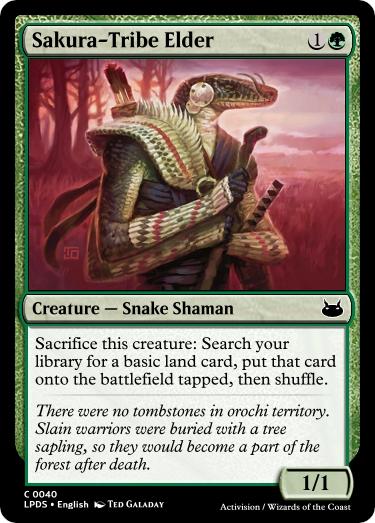 Sakura-Tribe Elder 1
Creature — Snake Shaman
Sacrifice this creature: Search your
library for a basic land card, put that card
onto the battlefield tapped, then shuffle.
There were no tombstones in orochi territory.
Slain warriors were buried with a tree
sapling, so they would become a part of the
forest after death.
1/1
C 0040
LPDS • English Ted Galaday
Activision / Wizards of the Coast